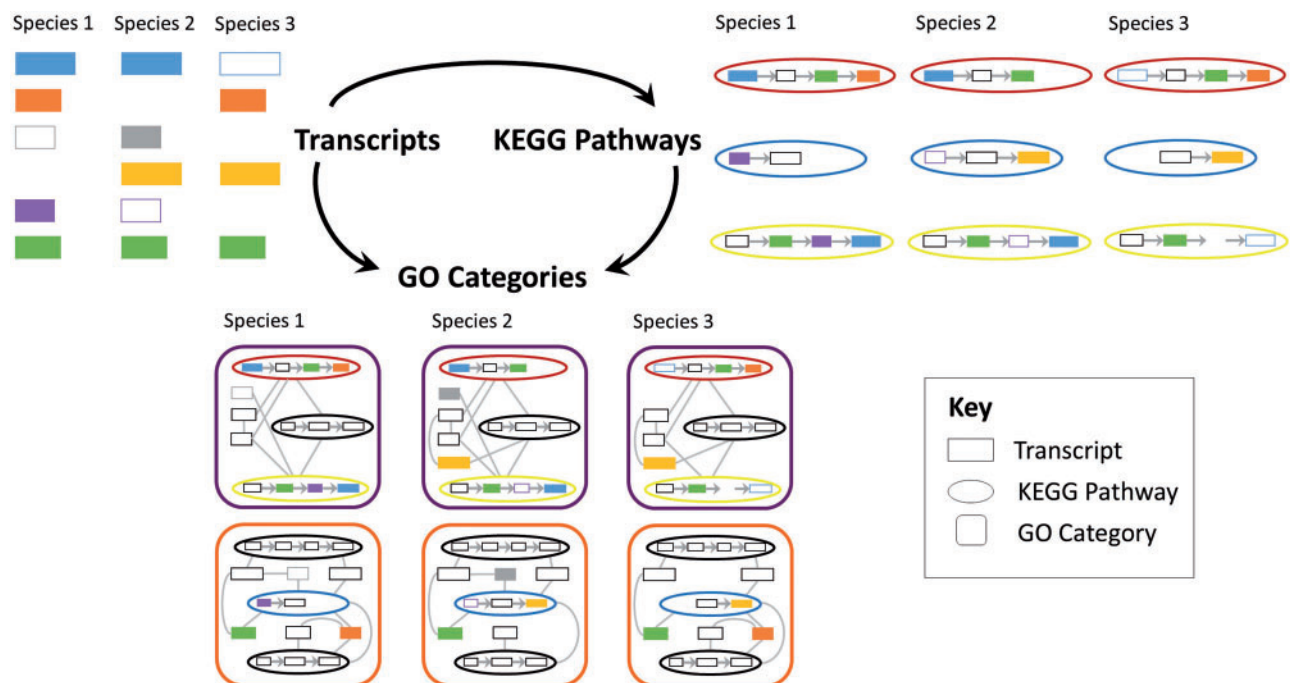 Species 1 Species 2 Species 3
Species 1 Species 2 Species 3
Transcripts KEGG Pathways
GO Categories
Species 1 Species 2 Species 3
Key
Transcript
KEGG Pathway
GO Category